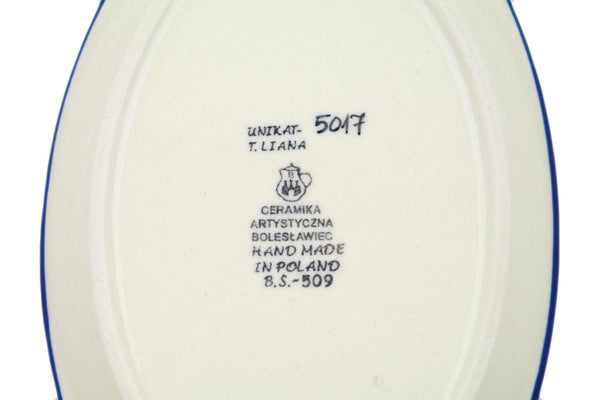 UNIKAT- 5017
T. LIANA
B
CERAMIKA
ARTYSTYCZNA
BOLESŁAWIEC
HAND MADE
IN POLAND
B.S.-509